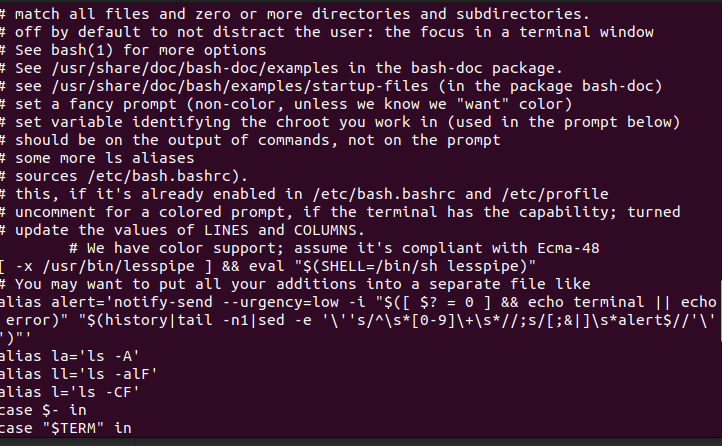 # match all files and zero or more directories and subdirectories.
# off by default to not distract the user: the focus in a terminal window
# See bash(1) for more options
# See /usr/share/doc/bash-doc/examples in the bash-doc package.
# see /usr/share/doc/bash/examples/startup-files (in the package bash-doc)
# set a fancy prompt (non-color, unless we know we "want" color)
# set variable identifying the chroot you work in (used in the prompt below)
# should be on the output of commands, not on the prompt
# some more ls aliases
# sources /etc/bash.bashrc).
# this, if it's already enabled in /etc/bash.bashrc and /etc/profile
# uncomment for a colored prompt, if the terminal has the capability; turned
# update the values of LINES and COLUMNS.
# We have color support; assume it's compliant with Ecma-48
[ -x /usr/bin/lesspipe ] && eval "$(SHELL=/bin/sh lesspipe)"
# You may want to put all your additions into a separate file like
alias alert='notify-send --urgency=low -i "$([ $? = 0 ] && echo terminal || echo
error)" "$(history|tail -n1|sed -e '\''s/^\s*[0-9]\+\s*//;s/[;&|]\s*alert$//'\'
')"'
alias la='ls -A'
alias ll='ls -alF'
alias l='ls -CF'
case $- in
case "$TERM" in